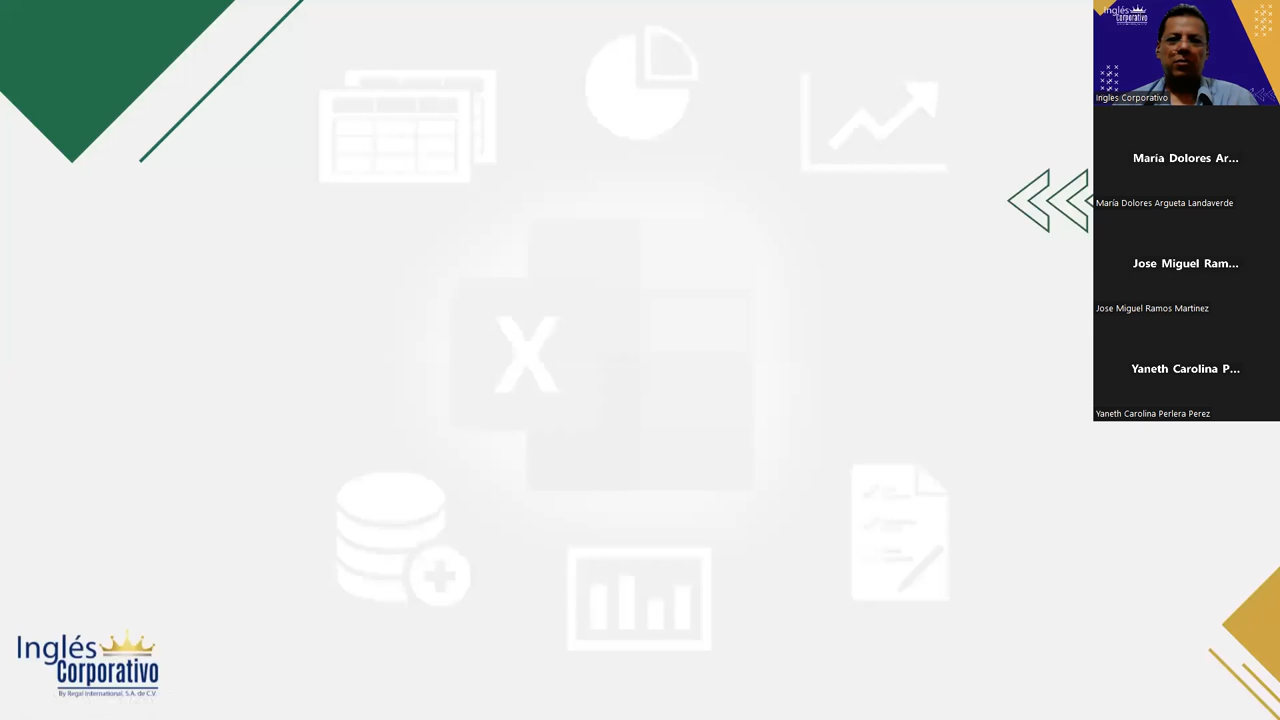 Inglés
Corporativo
Ingles Corporativo
María Dolores Ar...
María Dolores Argueta Landaverde
Jose Miguel Ram...
Jose Miguel Ramos Martinez
Yaneth Carolina P...
Yaneth Carolina Perlera Perez
X
Inglés
Corporativo
By Regal International, S.A. de C.V.